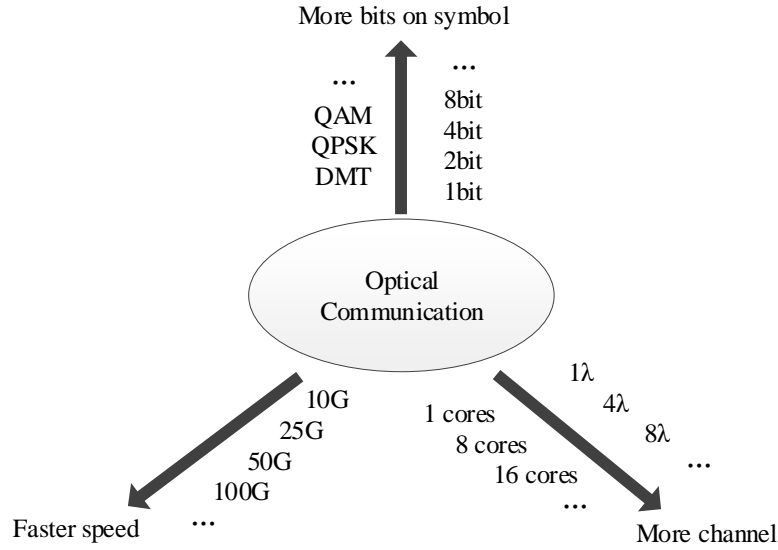 More bits on symbol
...
QAM
QPSK
DMT
...
8bit
4bit
2bit
1bit
Optical
Communication
10G
25G
50G
100G
...
Faster speed
1 cores
8 cores
16 cores
...
1λ
4λ
8λ
...
More channel